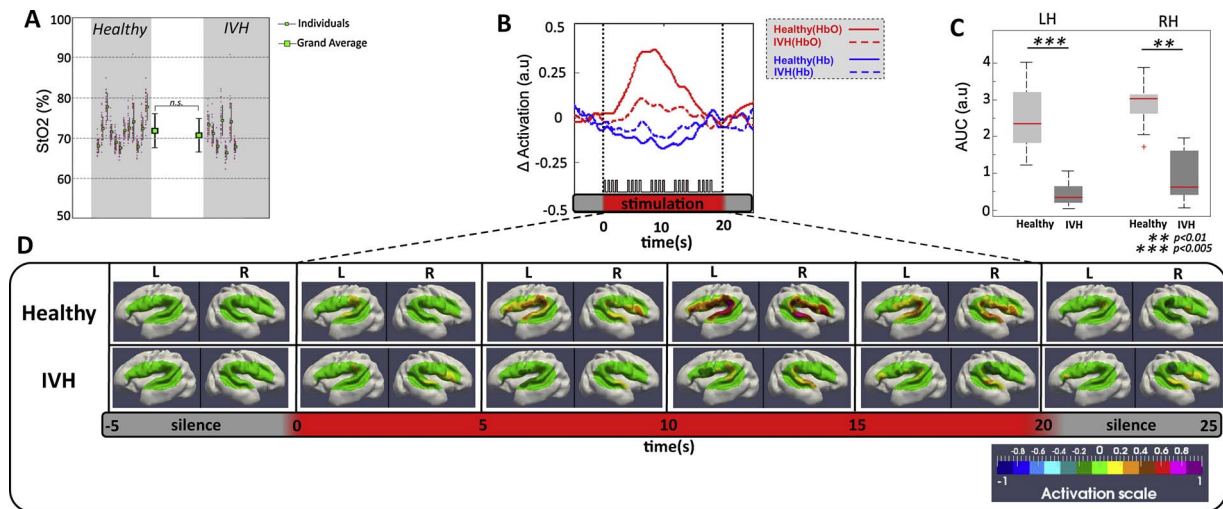 A
StO2 (%)
100
90
80
70
60
50
Healthy
IVH
n.s.
Individuals
Grand Average
B
Δ Activation (a.u)
0.5
0.25
0
-0.25
-0.5
stimulation
0
10
20
time(s)
Healthy(HbO)
IVH(HbO)
Healthy(Hb)
IVH(Hb)
C
LH
RH
***
**
AUC (a.u)
4
3
2
1
0
Healthy
IVH
Healthy
IVH
** p<0.01
*** p<0.005
D
L R L R L R L R L R L R
Healthy
IVH
-5 silence 0 5 10 15 20 silence 25
time(s)
-0.8 -0.6 -0.4 -0.2 0 0.2 0.4 0.6 0.8
-1 1
Activation scale